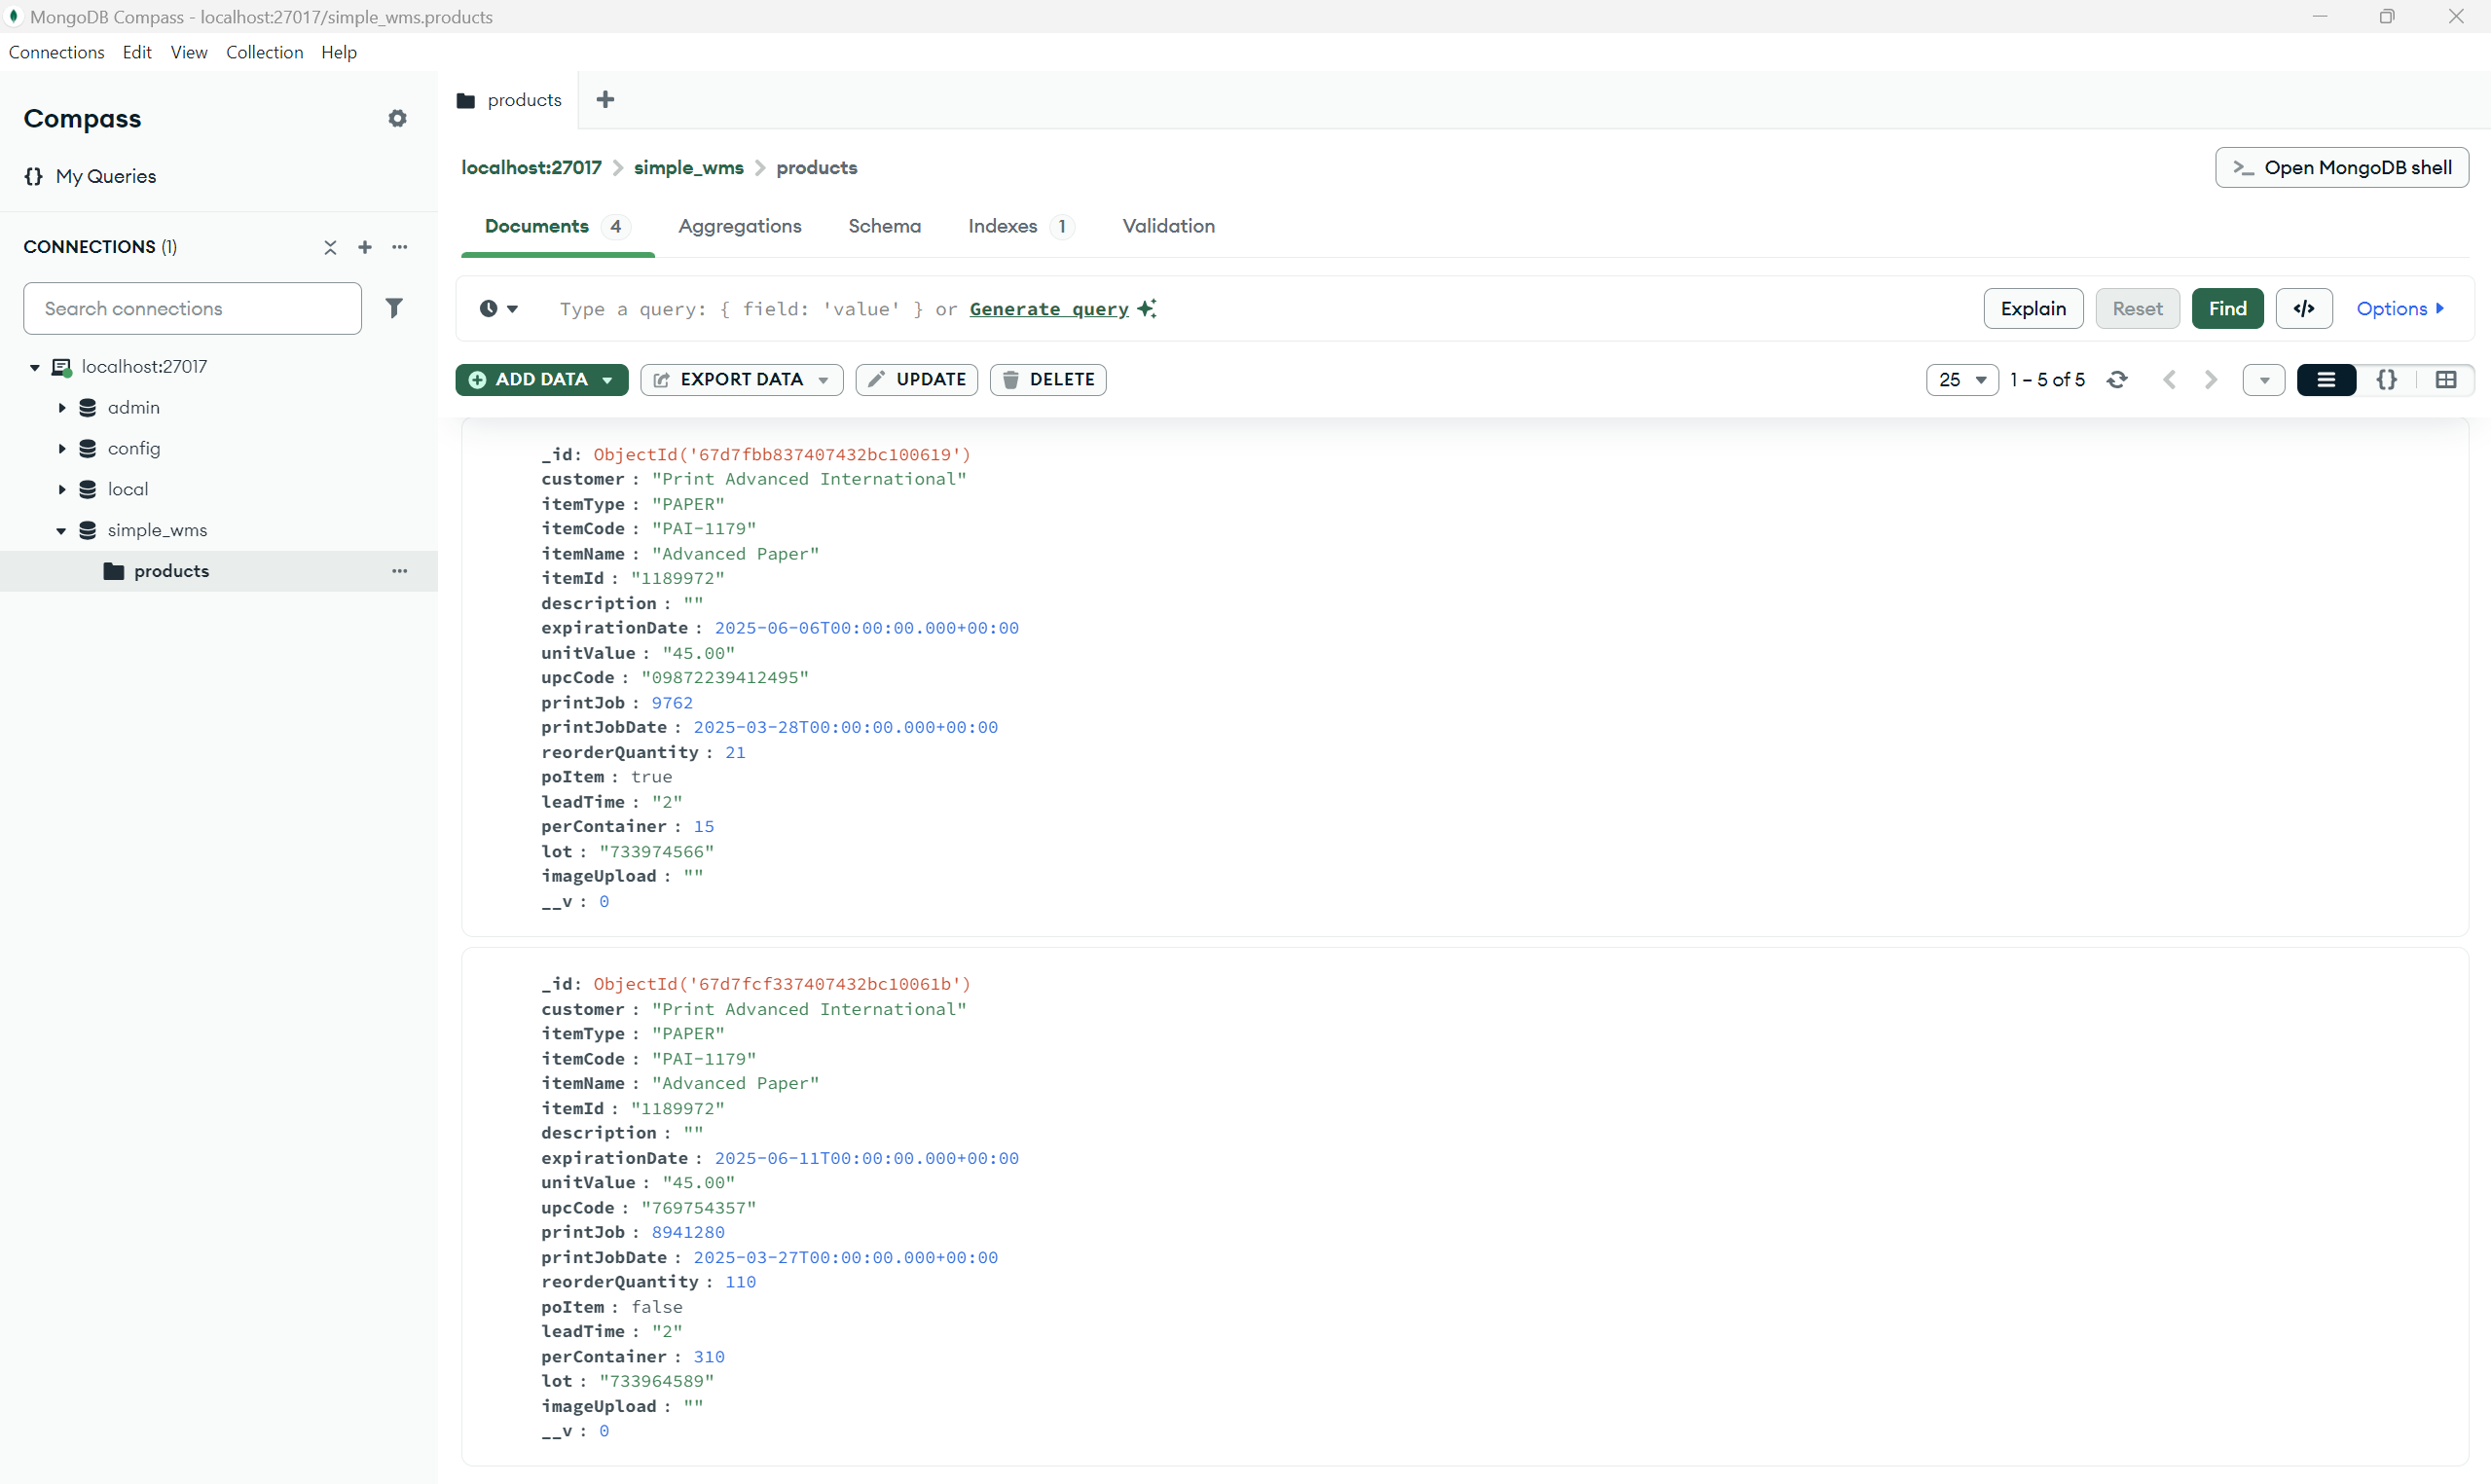 MongoDB Compass - localhost:27017/simple_wms.products
Connections Edit View Collection Help
Compass
{} My Queries
CONNECTIONS (1)
Search connections
localhost:27017
admin
config
local
simple_wms
products
products
localhost:27017 > simple_wms > products
>_ Open MongoDB shell
Documents 4 Aggregations Schema Indexes 1 Validation
Type a query: { field: 'value' } or Generate query
Explain Reset Find </> Options
ADD DATA EXPORT DATA UPDATE DELETE
25 1 – 5 of 5 {}
_id: ObjectId('67d7fbb837407432bc100619')
customer : "Print Advanced International"
itemType : "PAPER"
itemCode : "PAI-1179"
itemName : "Advanced Paper"
itemId : "1189972"
description : ""
expirationDate : 2025-06-06T00:00:00.000+00:00
unitValue : "45.00"
upcCode : "09872239412495"
printJob : 9762
printJobDate : 2025-03-28T00:00:00.000+00:00
reorderQuantity : 21
poItem : true
leadTime : "2"
perContainer : 15
lot : "733974566"
imageUpload : ""
__v : 0
_id: ObjectId('67d7fcf337407432bc10061b')
customer : "Print Advanced International"
itemType : "PAPER"
itemCode : "PAI-1179"
itemName : "Advanced Paper"
itemId : "1189972"
description : ""
expirationDate : 2025-06-11T00:00:00.000+00:00
unitValue : "45.00"
upcCode : "769754357"
printJob : 8941280
printJobDate : 2025-03-27T00:00:00.000+00:00
reorderQuantity : 110
poItem : false
leadTime : "2"
perContainer : 310
lot : "733964589"
imageUpload : ""
__v : 0